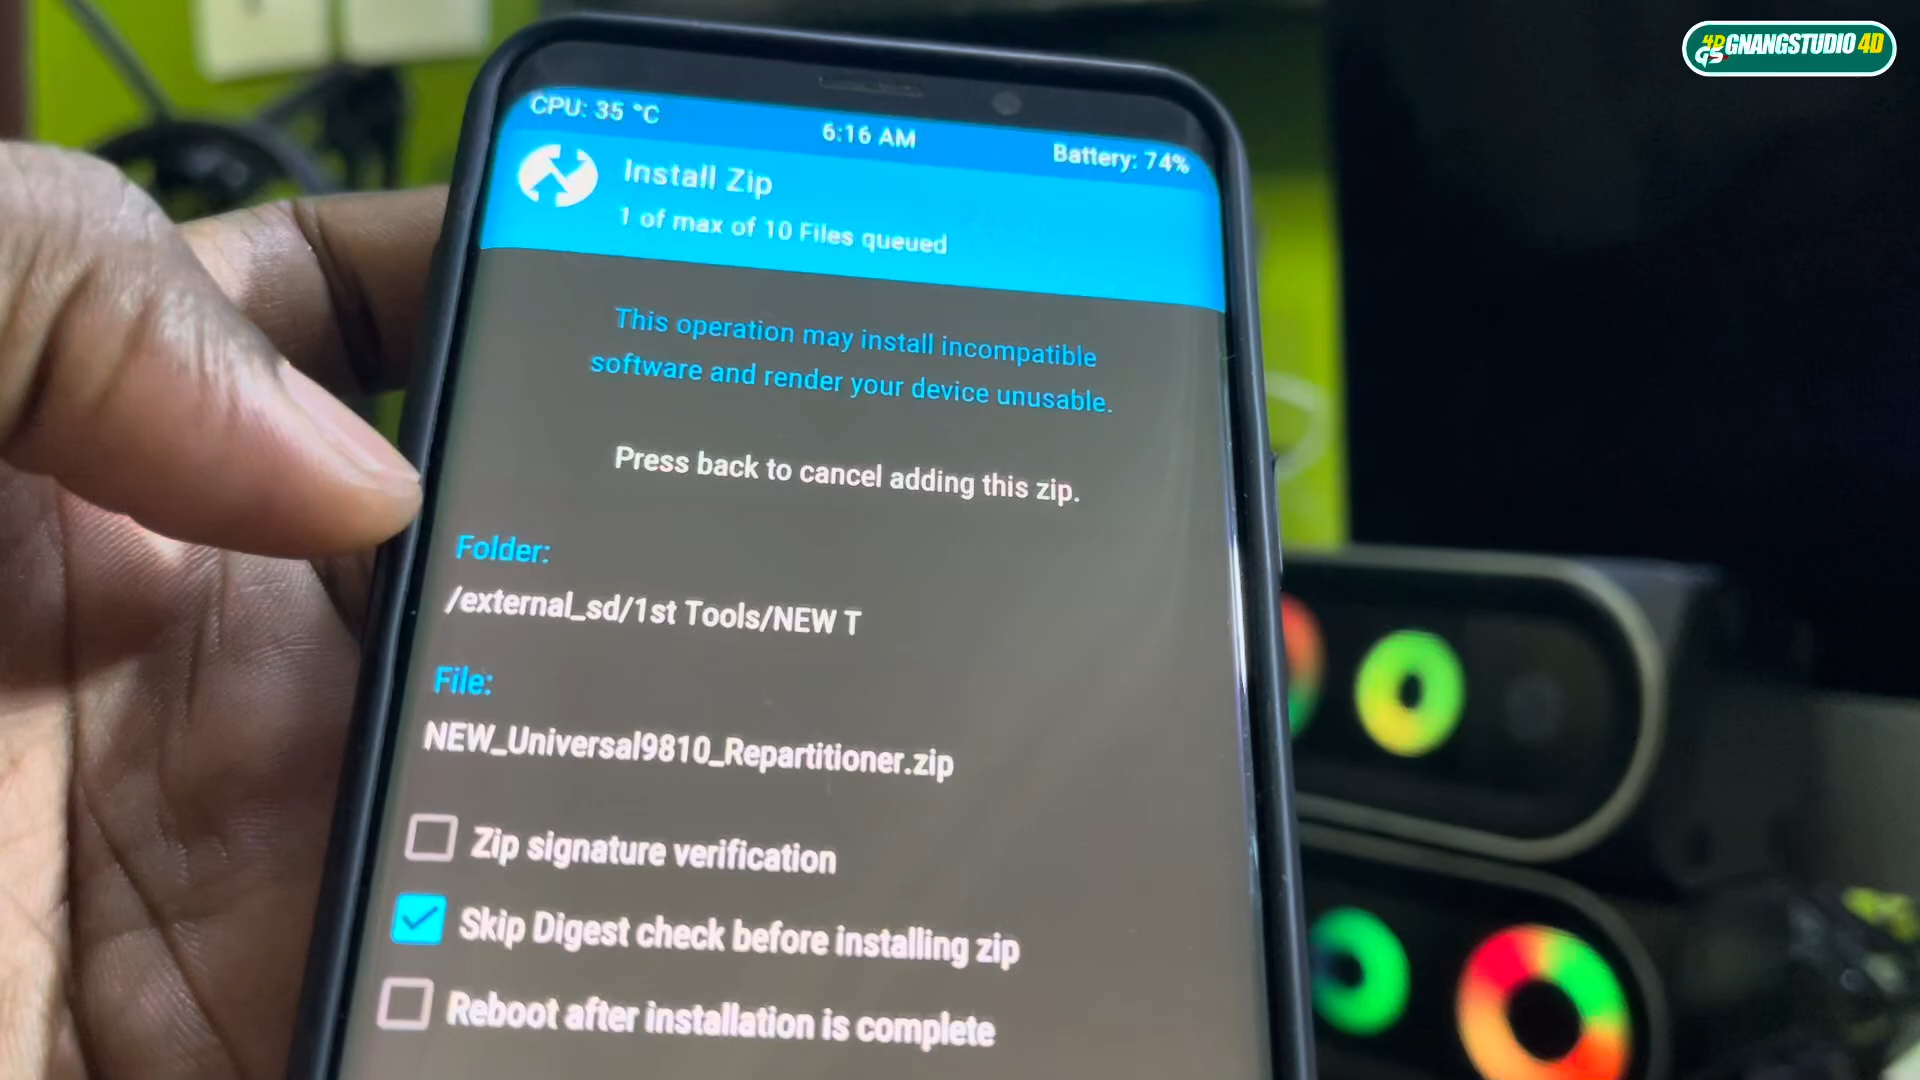 4D
GS
GNANGSTUDIO 4D
CPU: 35 °C
6:16 AM
Battery: 74%
Install Zip
1 of max of 10 Files queued
This operation may install incompatible
software and render your device unusable.
Press back to cancel adding this zip.
Folder:
/external_sd/1st Tools/NEW T
File:
NEW_Universal9810_Repartitioner.zip
Zip signature verification
Skip Digest check before installing zip
Reboot after installation is complete